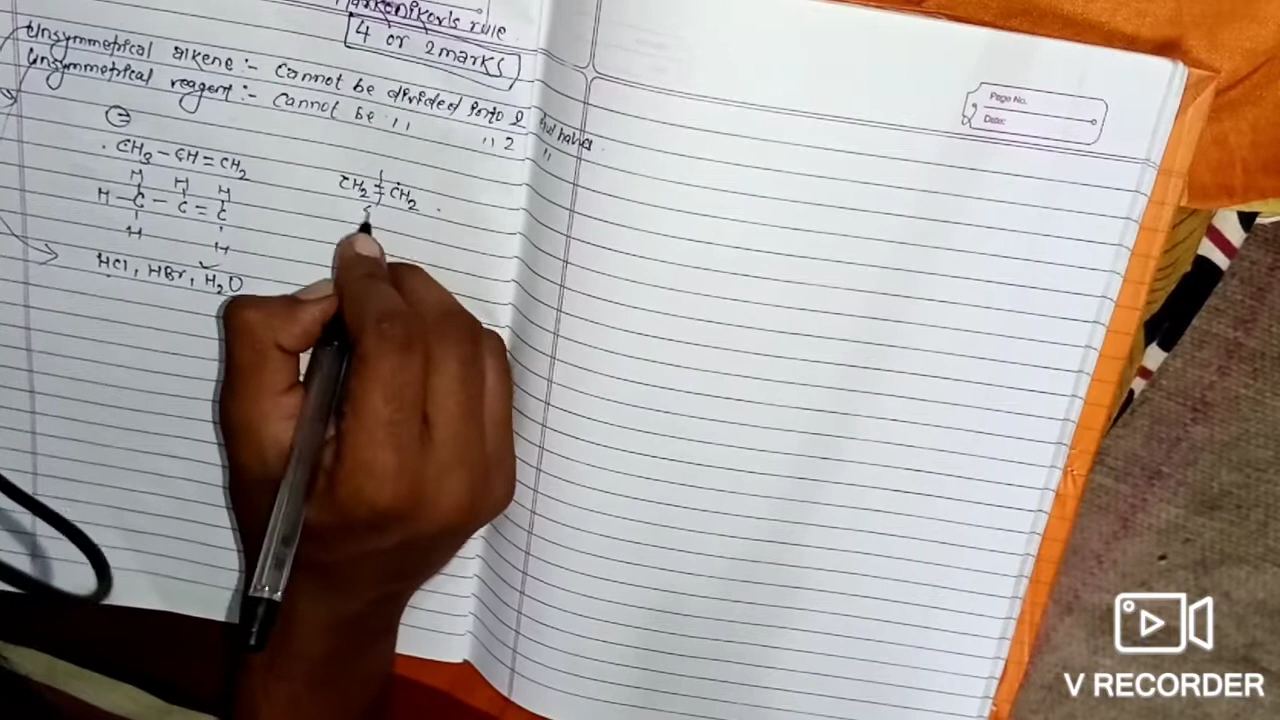 Markonikov's rule
4 or 2 marks
Unsymmetrical alkene :- Cannot be divided into 2 equal halves.
Unsymmetrical reagent :- Cannot be ,, ,, 2 ,,
CH3 - CH = CH2
H H H
H - C - C = C
H H
HCl, HBr, H2O
CH2 = CH2
Page No.
Date:
V RECORDER